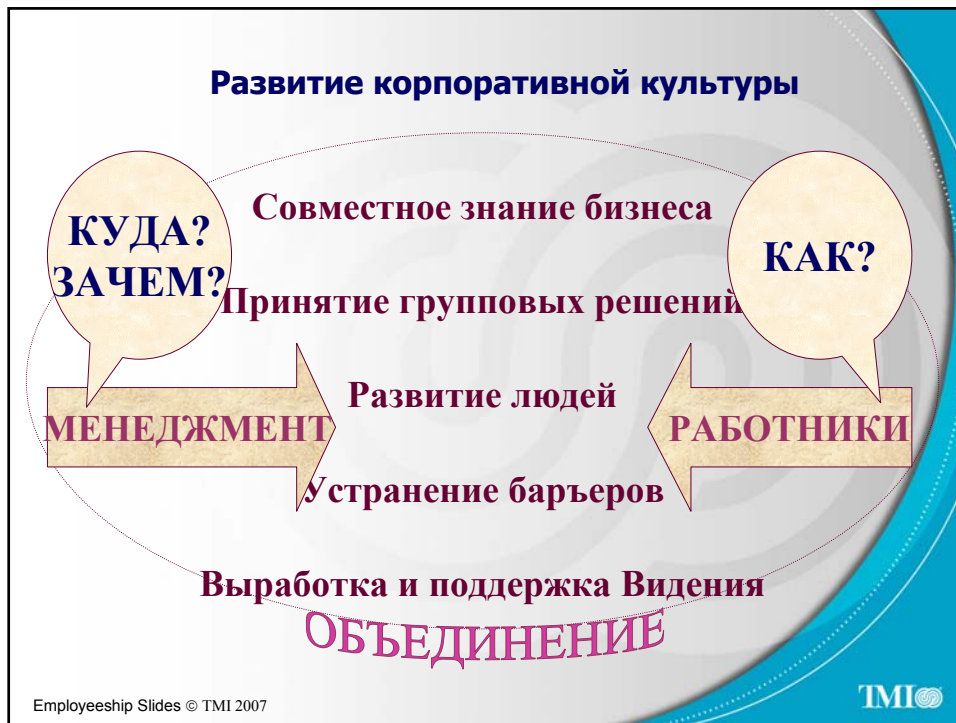 Развитие корпоративной культуры
Совместное знание бизнеса
КУДА?
ЗАЧЕМ?
КАК?
Принятие групповых решений
Развитие людей
МЕНЕДЖМЕНТ
РАБОТНИКИ
Устранение баръеров
Выработка и поддержка Видения
ОБЪЕДИНЕНИЕ
Employeeship Slides © TMI 2007
TMI